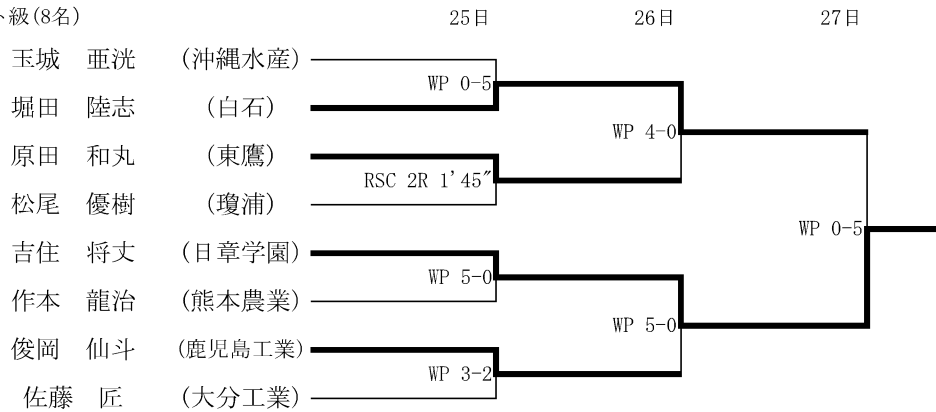 ト級(8名) 25日 26日 27日
玉城 亜洸 (沖縄水産)
WP 0-5
堀田 陸志 (白石)
WP 4-0
原田 和丸 (東鷹)
RSC 2R 1'45″
松尾 優樹 (瓊浦)
WP 0-5
吉住 将丈 (日章学園)
WP 5-0
作本 龍治 (熊本農業)
WP 5-0
俊岡 仙斗 (鹿児島工業)
WP 3-2
佐藤 匠 (大分工業)